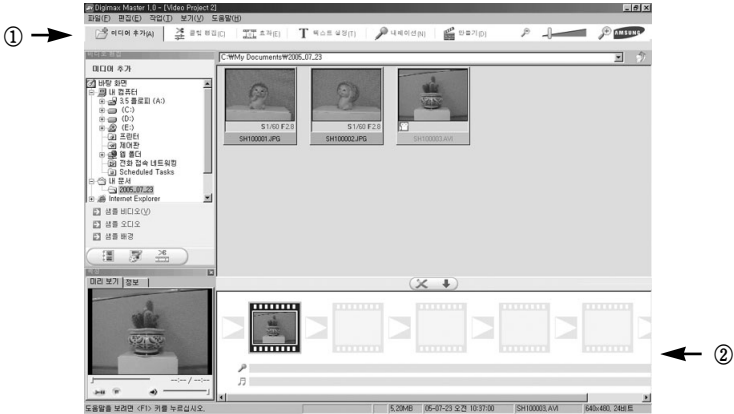 Digimax Master 1,0 - [Video Project 2]
파일(F) 편집(E) 작업(T) 보기(V) 도움말(H)
① 미디어 추가(A) 클립 편집(C) 효과(E) T 텍스트 설정(T) 내레이션(N) 만들기(D) SAMSUNG
C:₩My Documents₩2005_07_23
미디어 추가
바탕 화면
내 컴퓨터
3,5 플로피 (A:)
(C:)
(D:)
(E:)
프린터
제어판
웹 폴더
전화 접속 네트워킹
Scheduled Tasks
내 문서
2005_07_23
Internet Explorer
S1/60 F2.8
SH100001.JPG
S1/60 F2.8
SH100002.JPG
SH100003.AVI
샘플 비디오(V)
샘플 오디오
샘플 배경
미리 보기 정보
--:-- / --:--
②
도움말을 보려면 <F1> 키를 누르십시오.
5,20MB 05-07-23 오전 10:37:00 SH100003,AVI 640x480, 24비트